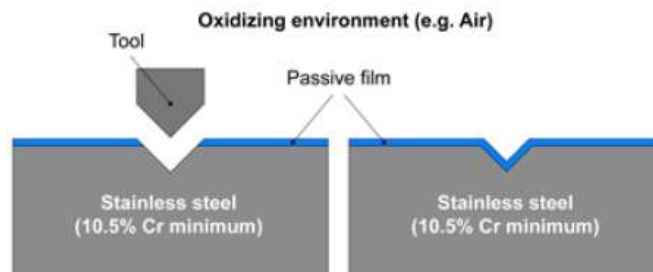 Oxidizing environment (e.g. Air)
Tool
Passive film
Stainless steel
(10.5% Cr minimum)
Stainless steel
(10.5% Cr minimum)